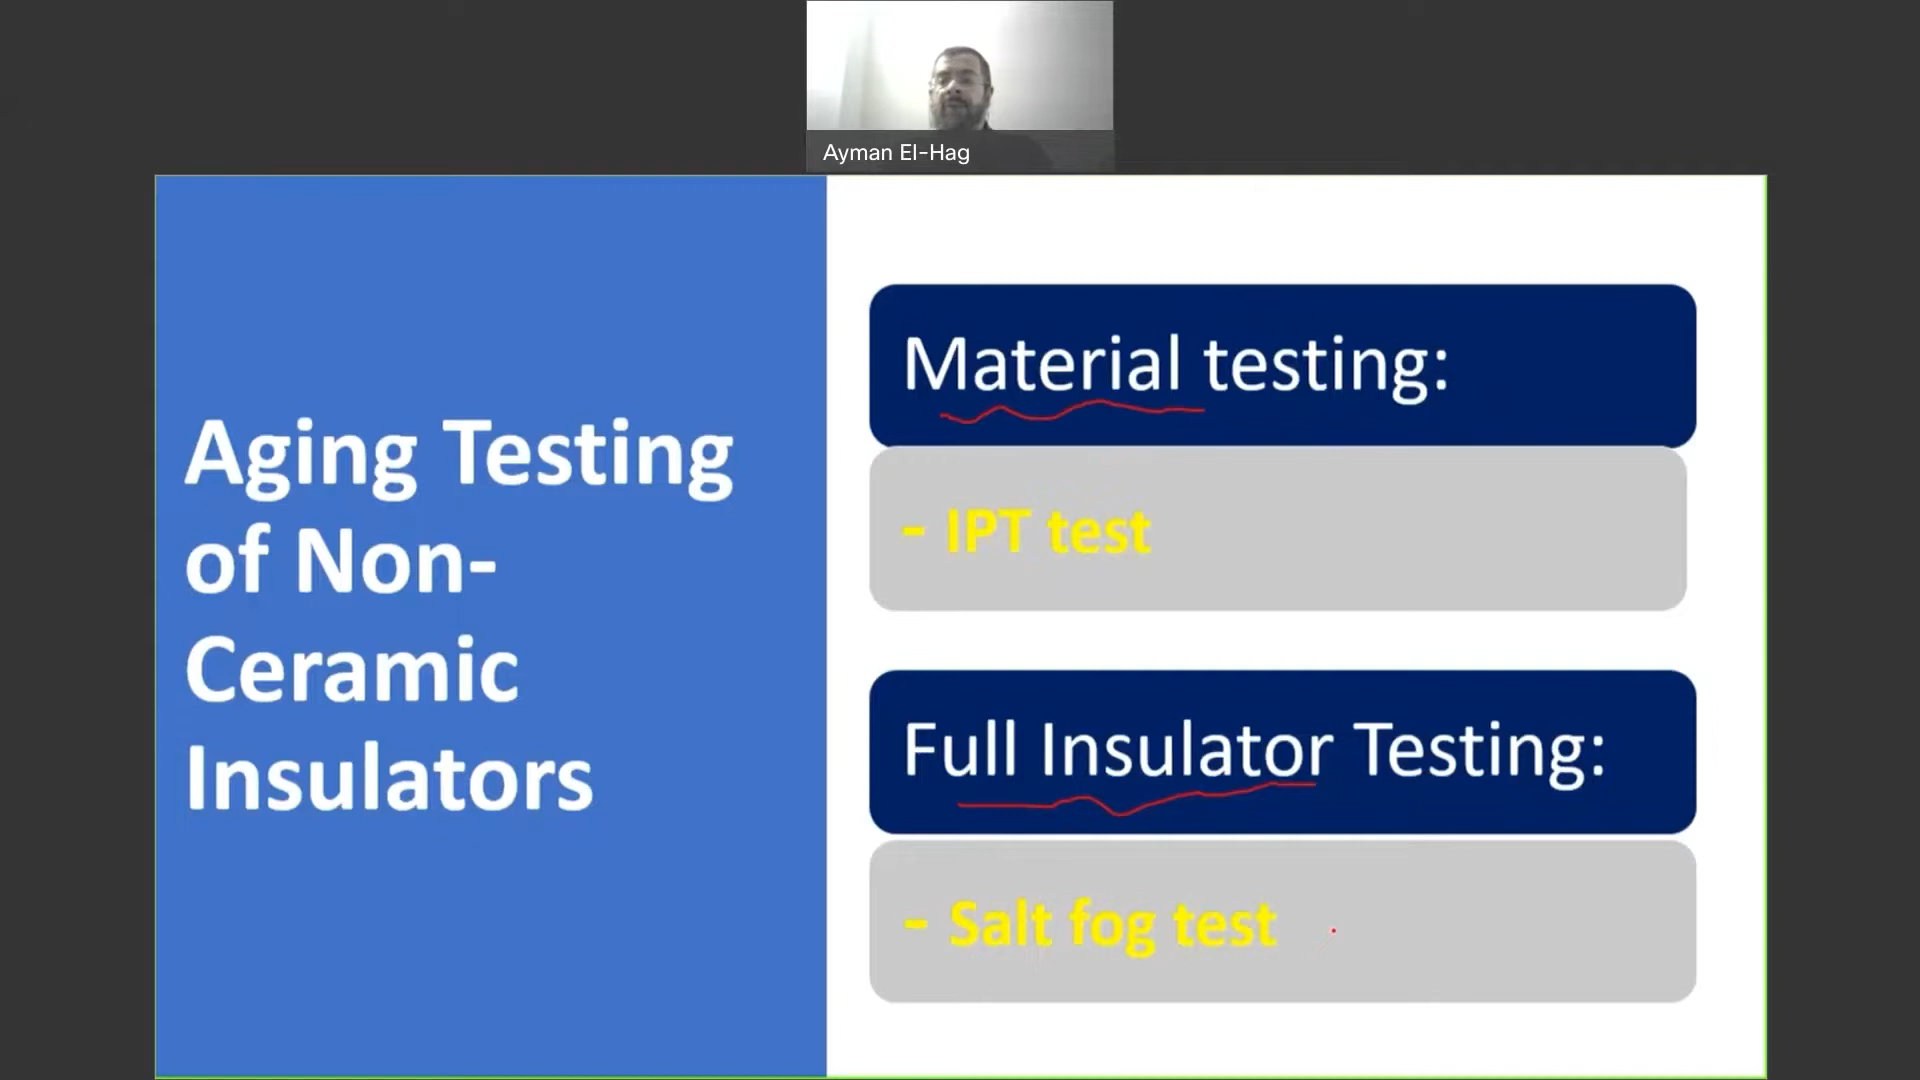 Ayman El-Hag
Aging Testing
of Non-
Ceramic
Insulators
Material testing:
- IPT test
Full Insulator Testing:
- Salt fog test